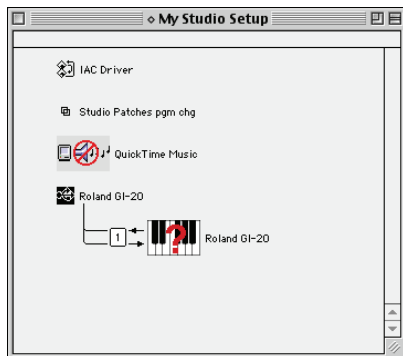 My Studio Setup
IAC Driver
Studio Patches pgm chg
QuickTime Music
Roland GI-20
1
?
Roland GI-20